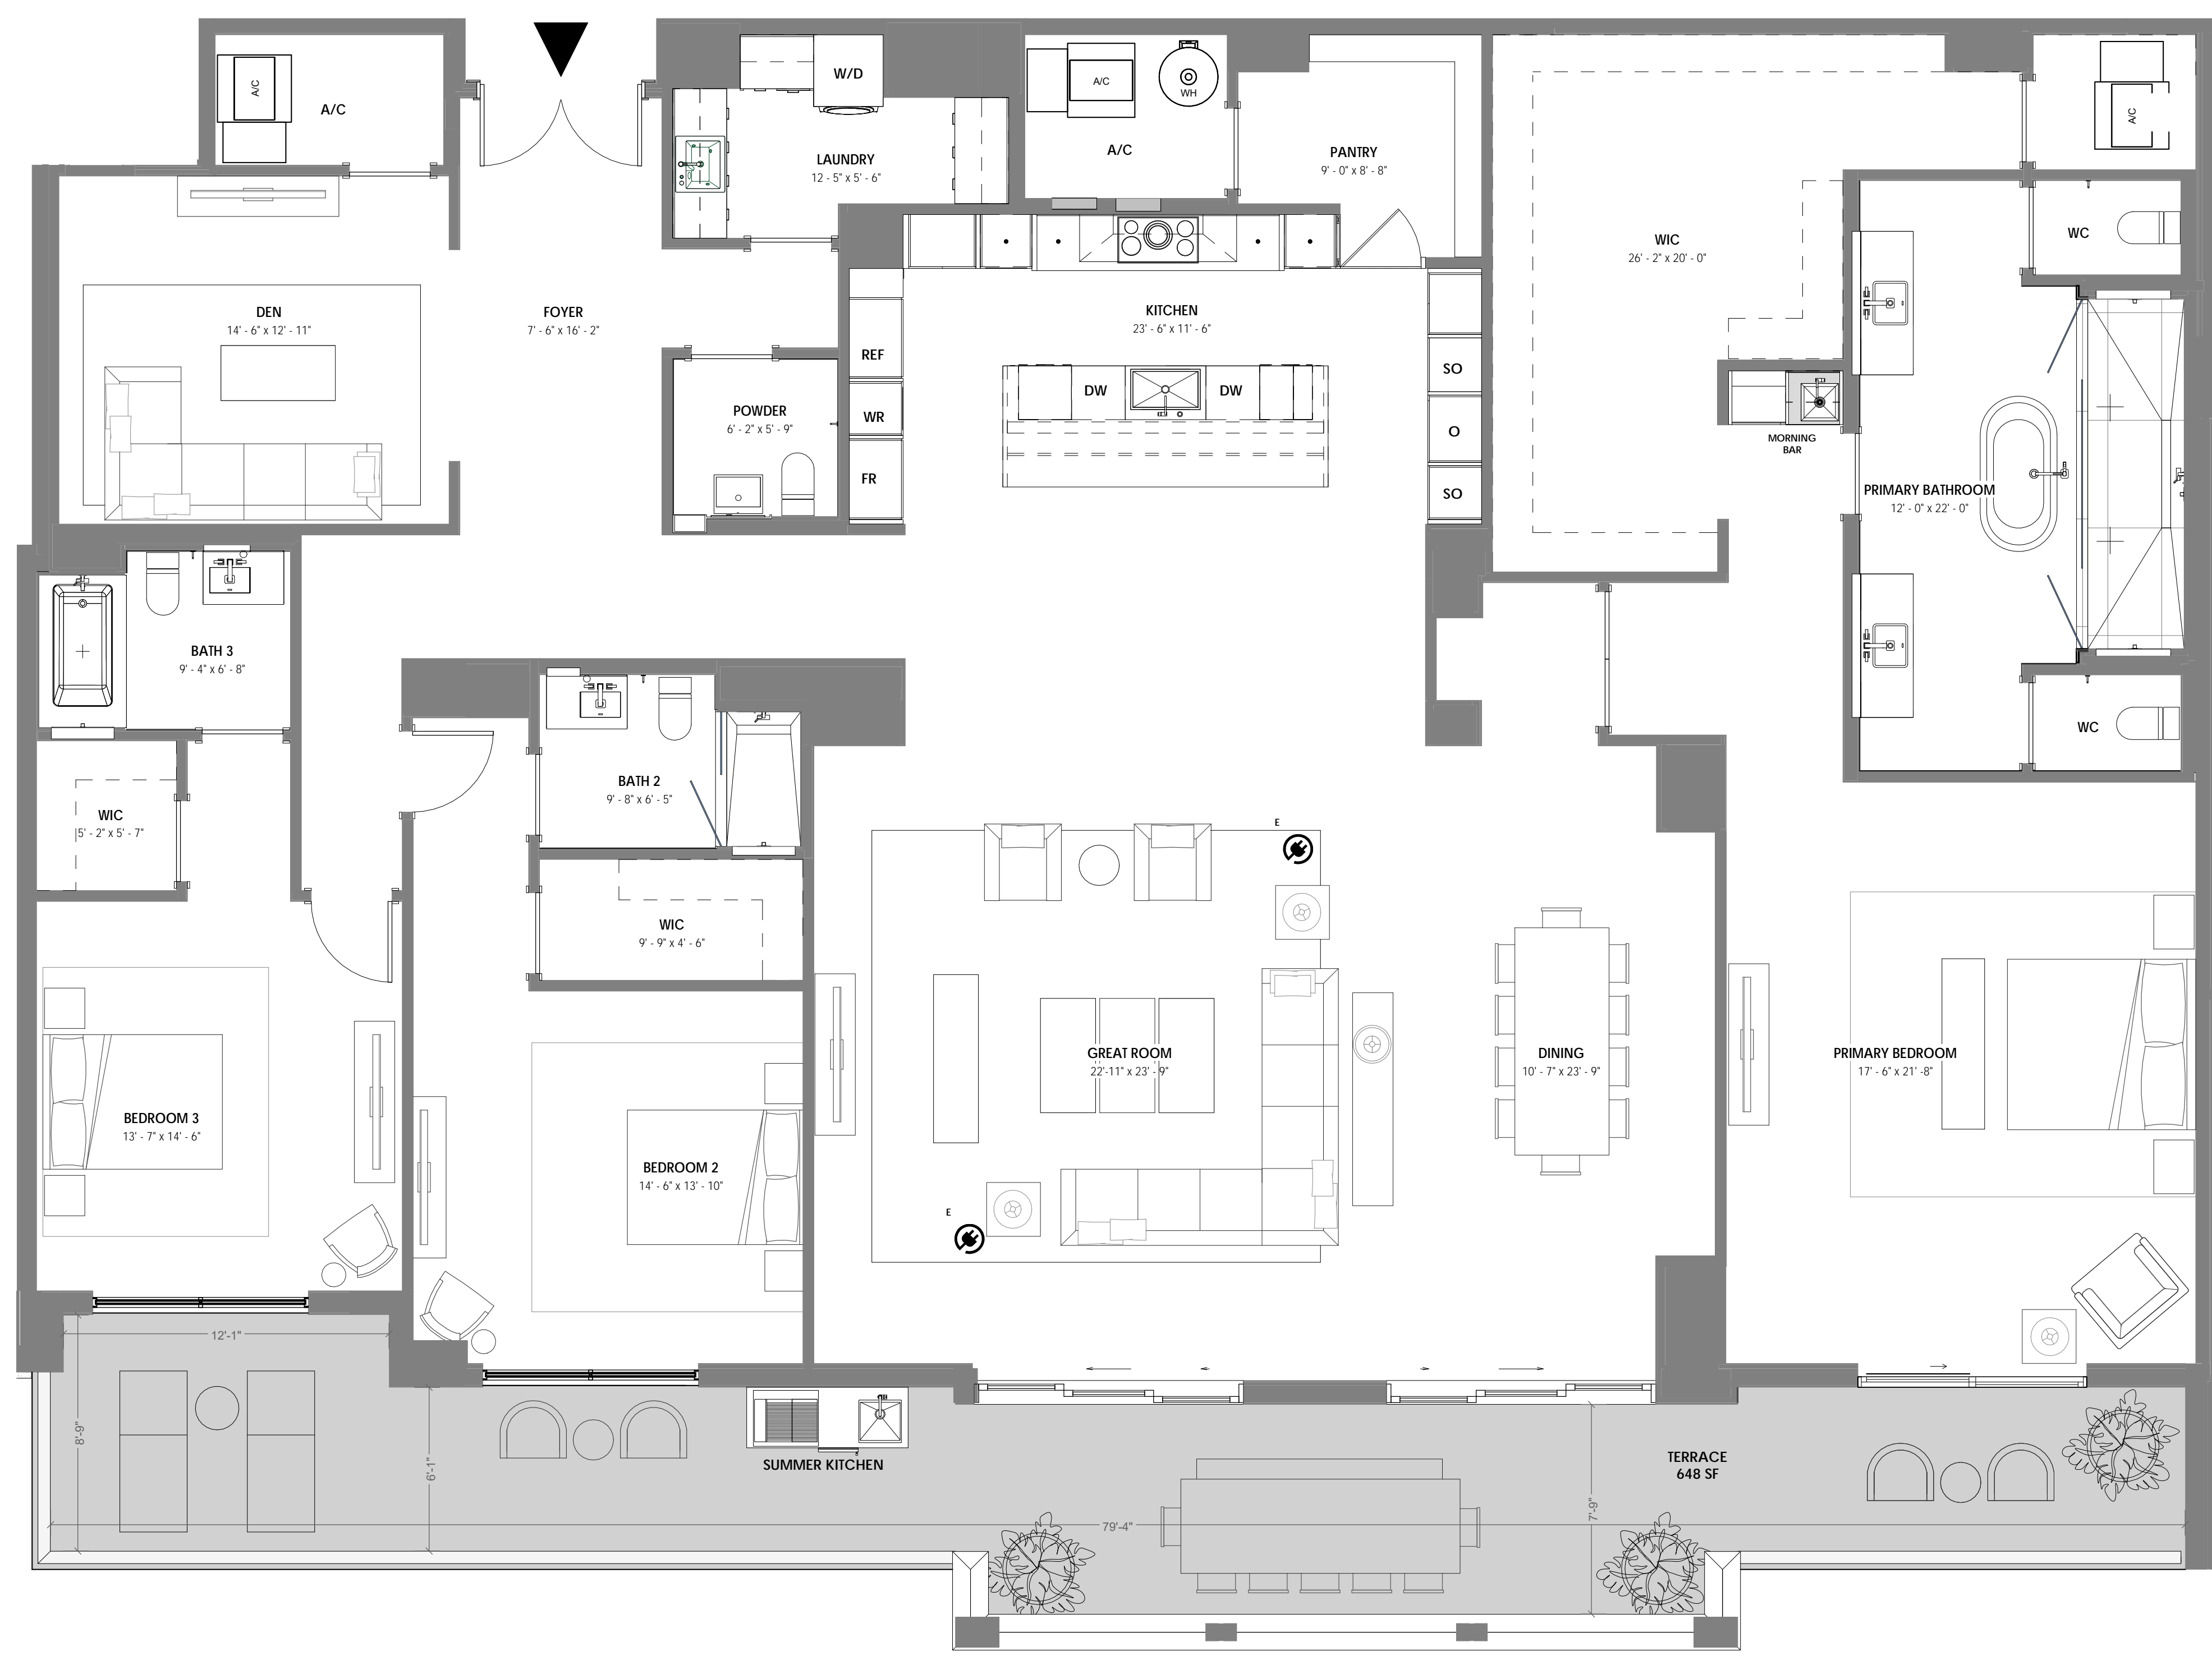 A/C
A/C
W/D
LAUNDRY
12 - 5" x 5' - 6"
A/C
WH
A/C
PANTRY
9' - 0" x 8' - 8"
A/C
WIC
26' - 2" x 20' - 0"
WC
DEN
14' - 6" x 12' - 11"
FOYER
7' - 6" x 16' - 2"
KITCHEN
23' - 6" x 11' - 6"
REF
WR
FR
DW
DW
SO
O
SO
POWDER
6' - 2" x 5' - 9"
MORNING
BAR
PRIMARY BATHROOM
12' - 0" x 22' - 0"
BATH 3
9' - 4" x 6' - 8"
WC
BATH 2
9' - 8" x 6' - 5"
WIC
5' - 2" x 5' - 7"
E
WIC
9' - 9" x 4' - 6"
GREAT ROOM
22'-11" x 23' - 9"
DINING
10' - 7" x 23' - 9"
PRIMARY BEDROOM
17' - 6" x 21' -8"
BEDROOM 3
13' - 7" x 14' - 6"
BEDROOM 2
14' - 6" x 13' - 10"
E
12'-1"
8'-9"
6'-1"
SUMMER KITCHEN
TERRACE
648 SF
7'-9"
79'-4"